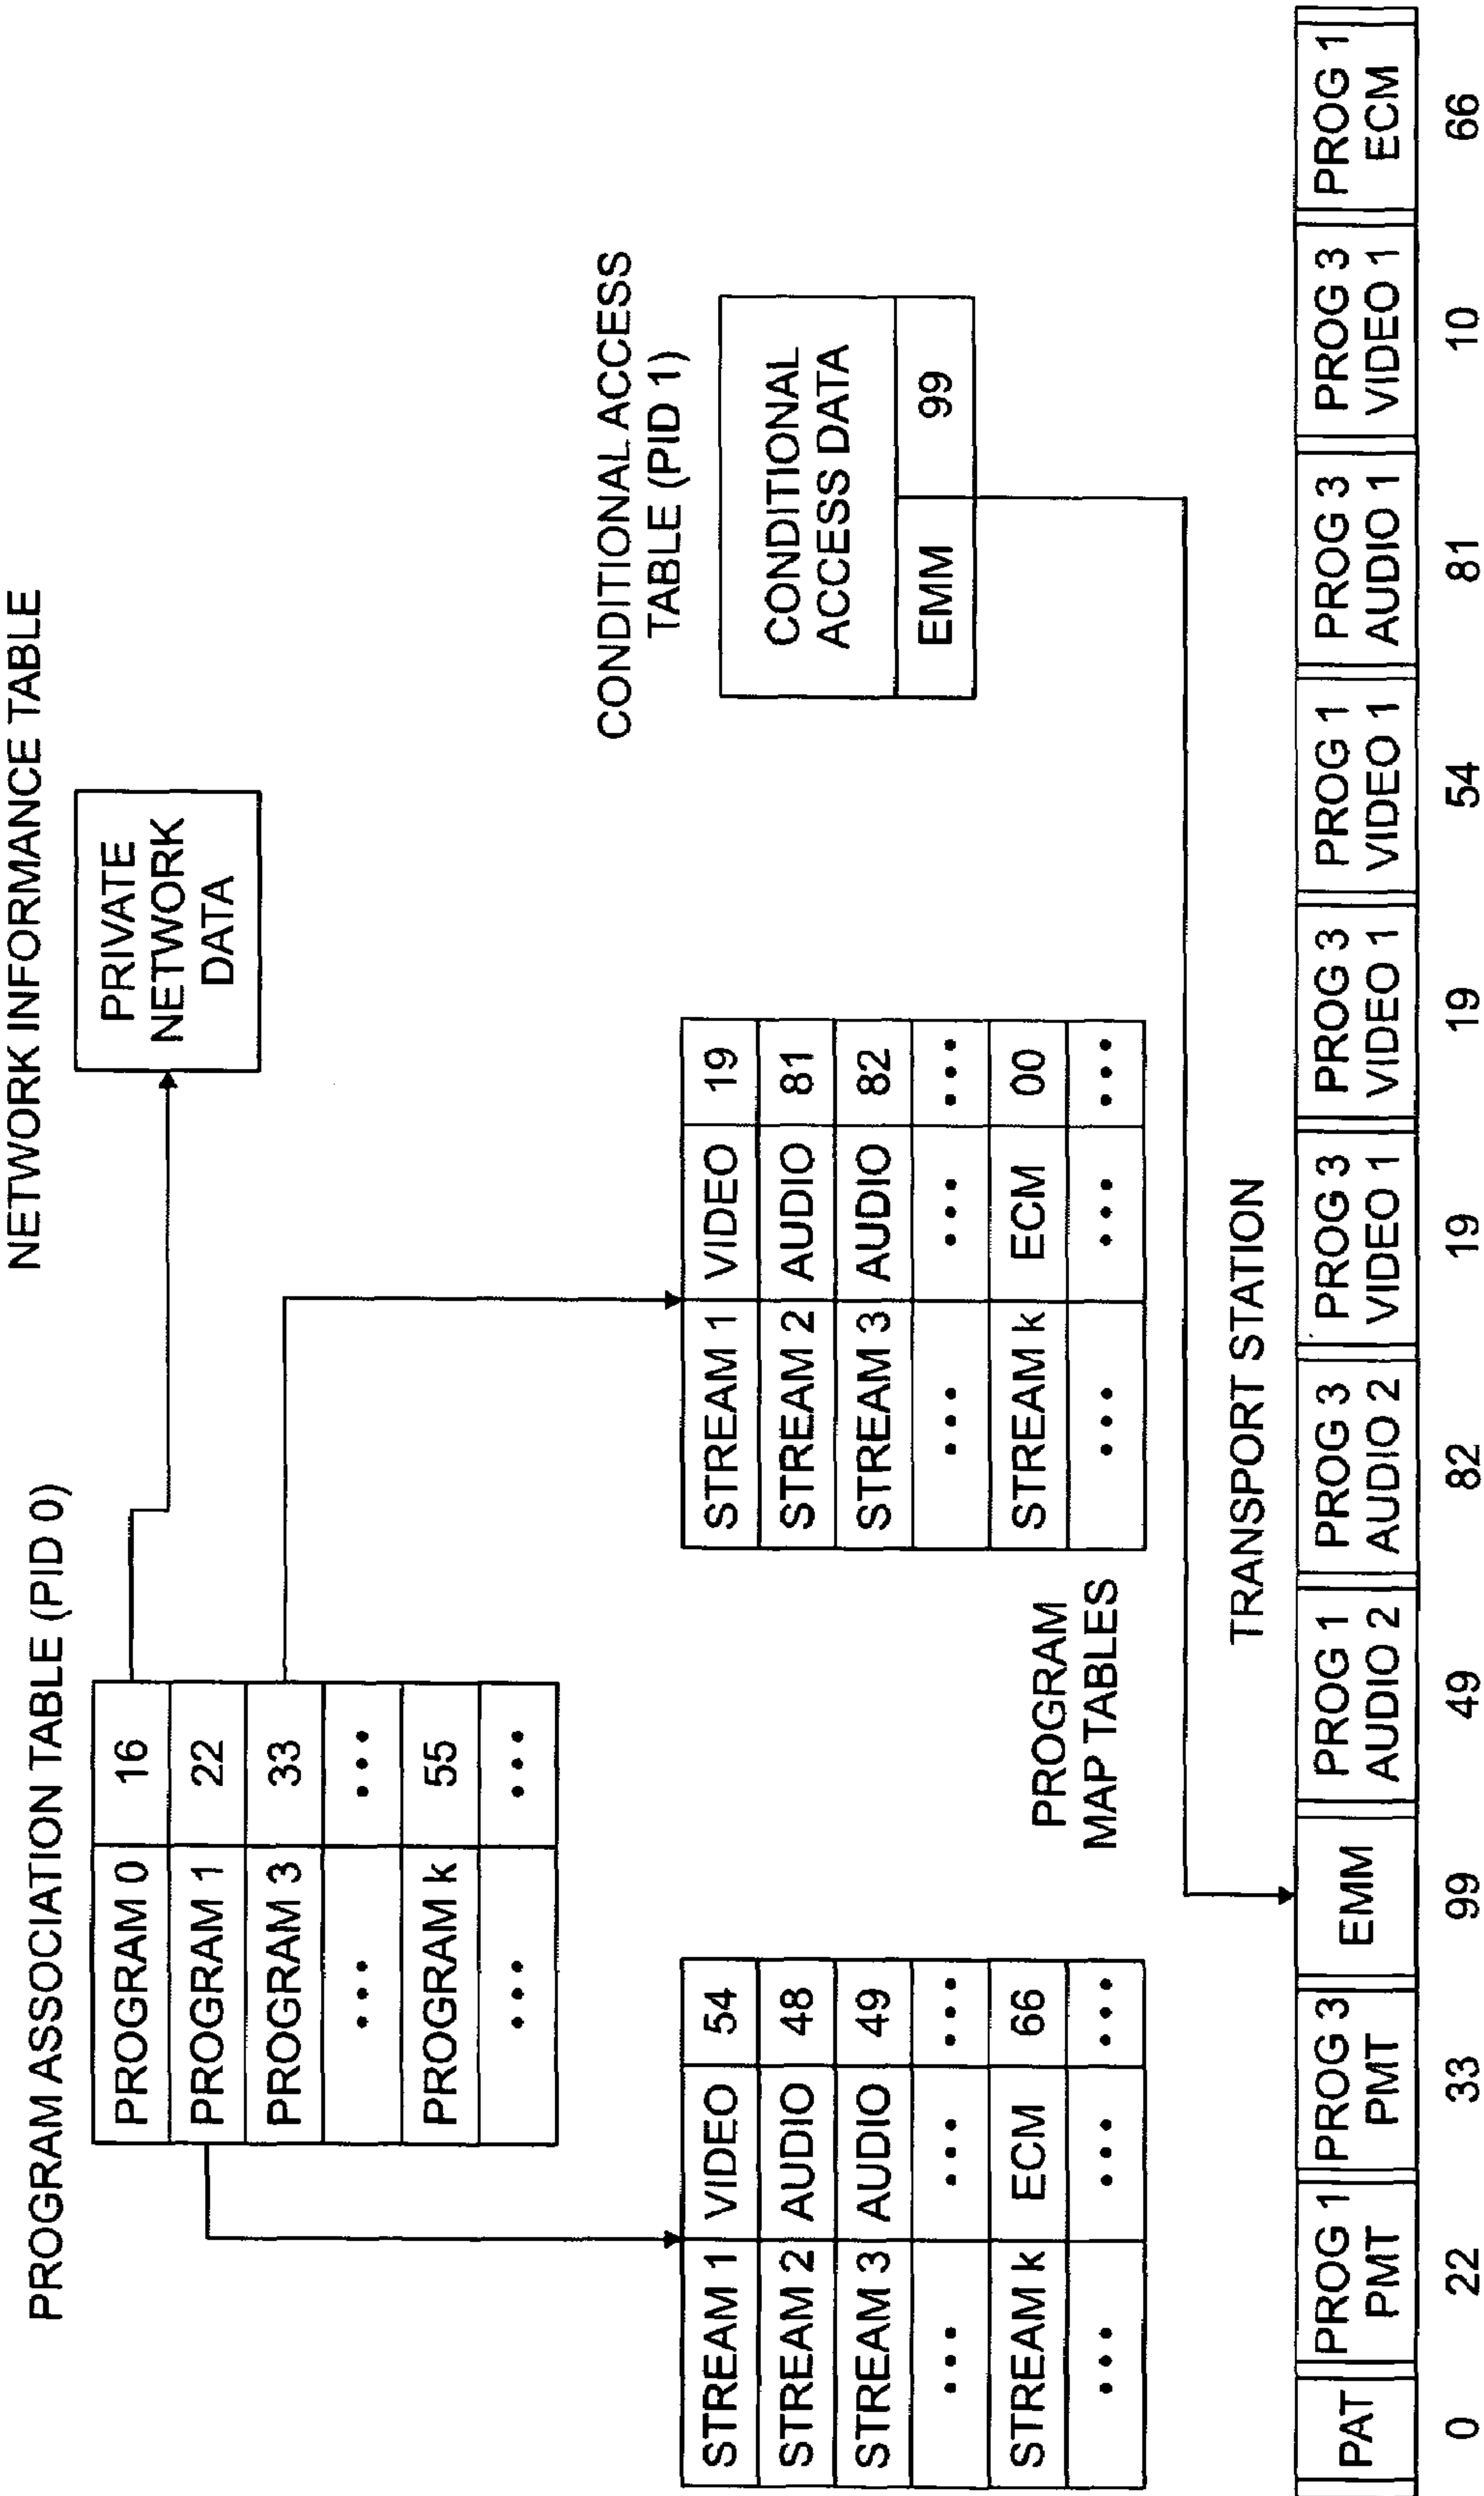 NETWORK INFORMANCE TABLE
PROGRAM ASSOCIATION TABLE (PID 0)
PROGRAM 0 16
PROGRAM 1 22
PROGRAM 3 33
••• •••
PROGRAM k 55
••• •••
PRIVATE
NETWORK
DATA
CONDITIONAL ACCESS
TABLE (PID 1)
CONDITIONAL
ACCESS DATA
EMM 99
STREAM 1 VIDEO 54
STREAM 2 AUDIO 48
STREAM 3 AUDIO 49
••• ••• •••
STREAM k ECM 66
••• ••• •••
PROGRAM
MAP TABLES
STREAM 1 VIDEO 19
STREAM 2 AUDIO 81
STREAM 3 AUDIO 82
••• ••• •••
STREAM k ECM 00
••• ••• •••
TRANSPORT STATION
PAT
PROG 1
PMT
PROG 3
PMT
EMM
PROG 1
AUDIO 2
PROG 3
AUDIO 2
PROG 3
VIDEO 1
PROG 3
VIDEO 1
PROG 1
VIDEO 1
PROG 3
AUDIO 1
PROG 3
VIDEO 1
PROG 1
ECM
0 22 33 99 49 82 19 19 54 81 10 66